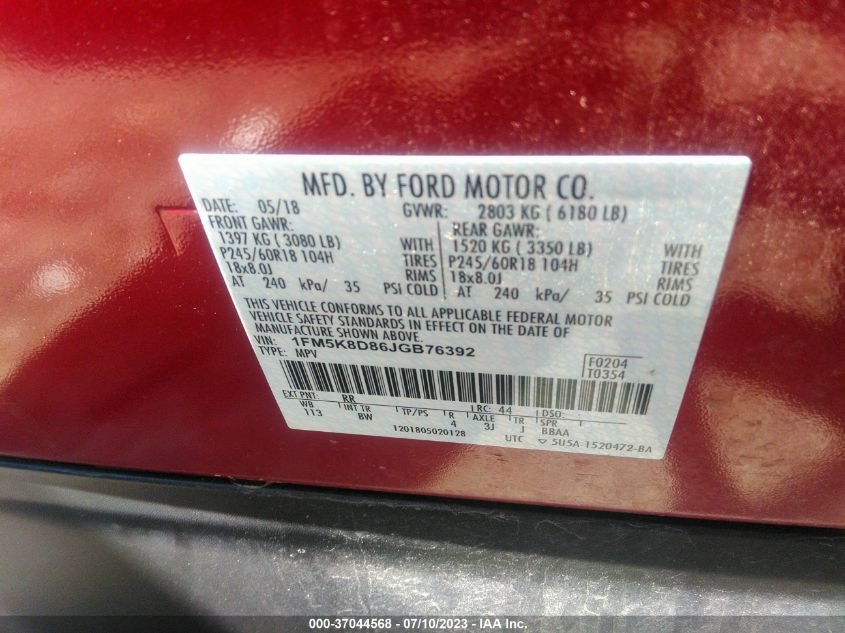 MFD. BY FORD MOTOR CO.
DATE: 05/18 GVWR: 2803 KG ( 6180 LB)
FRONT GAWR: REAR GAWR:
1397 KG ( 3080 LB) WITH 1520 KG ( 3350 LB) WITH
P245/60R18 104H TIRES P245/60R18 104H TIRES
18x8.0J RIMS 18x8.0J RIMS
AT 240 kPa/ 35 PSI COLD AT 240 kPa/ 35 PSI COLD
THIS VEHICLE CONFORMS TO ALL APPLICABLE FEDERAL MOTOR
VEHICLE SAFETY STANDARDS IN EFFECT ON THE DATE OF
MANUFACTURE SHOWN ABOVE.
VIN: 1FM5K8D86JGB76392
TYPE: MPV
F0204
T0354
EXT PNT: RR RC: 44 DSO:
WB INT TR TP/PS R AXLE TR SPR
113 BW 4 3J J BBAA
1201805020128 UTC ▽ 5U5A-1520472-BA
000-37044568 - 07/10/2023 - IAA Inc.